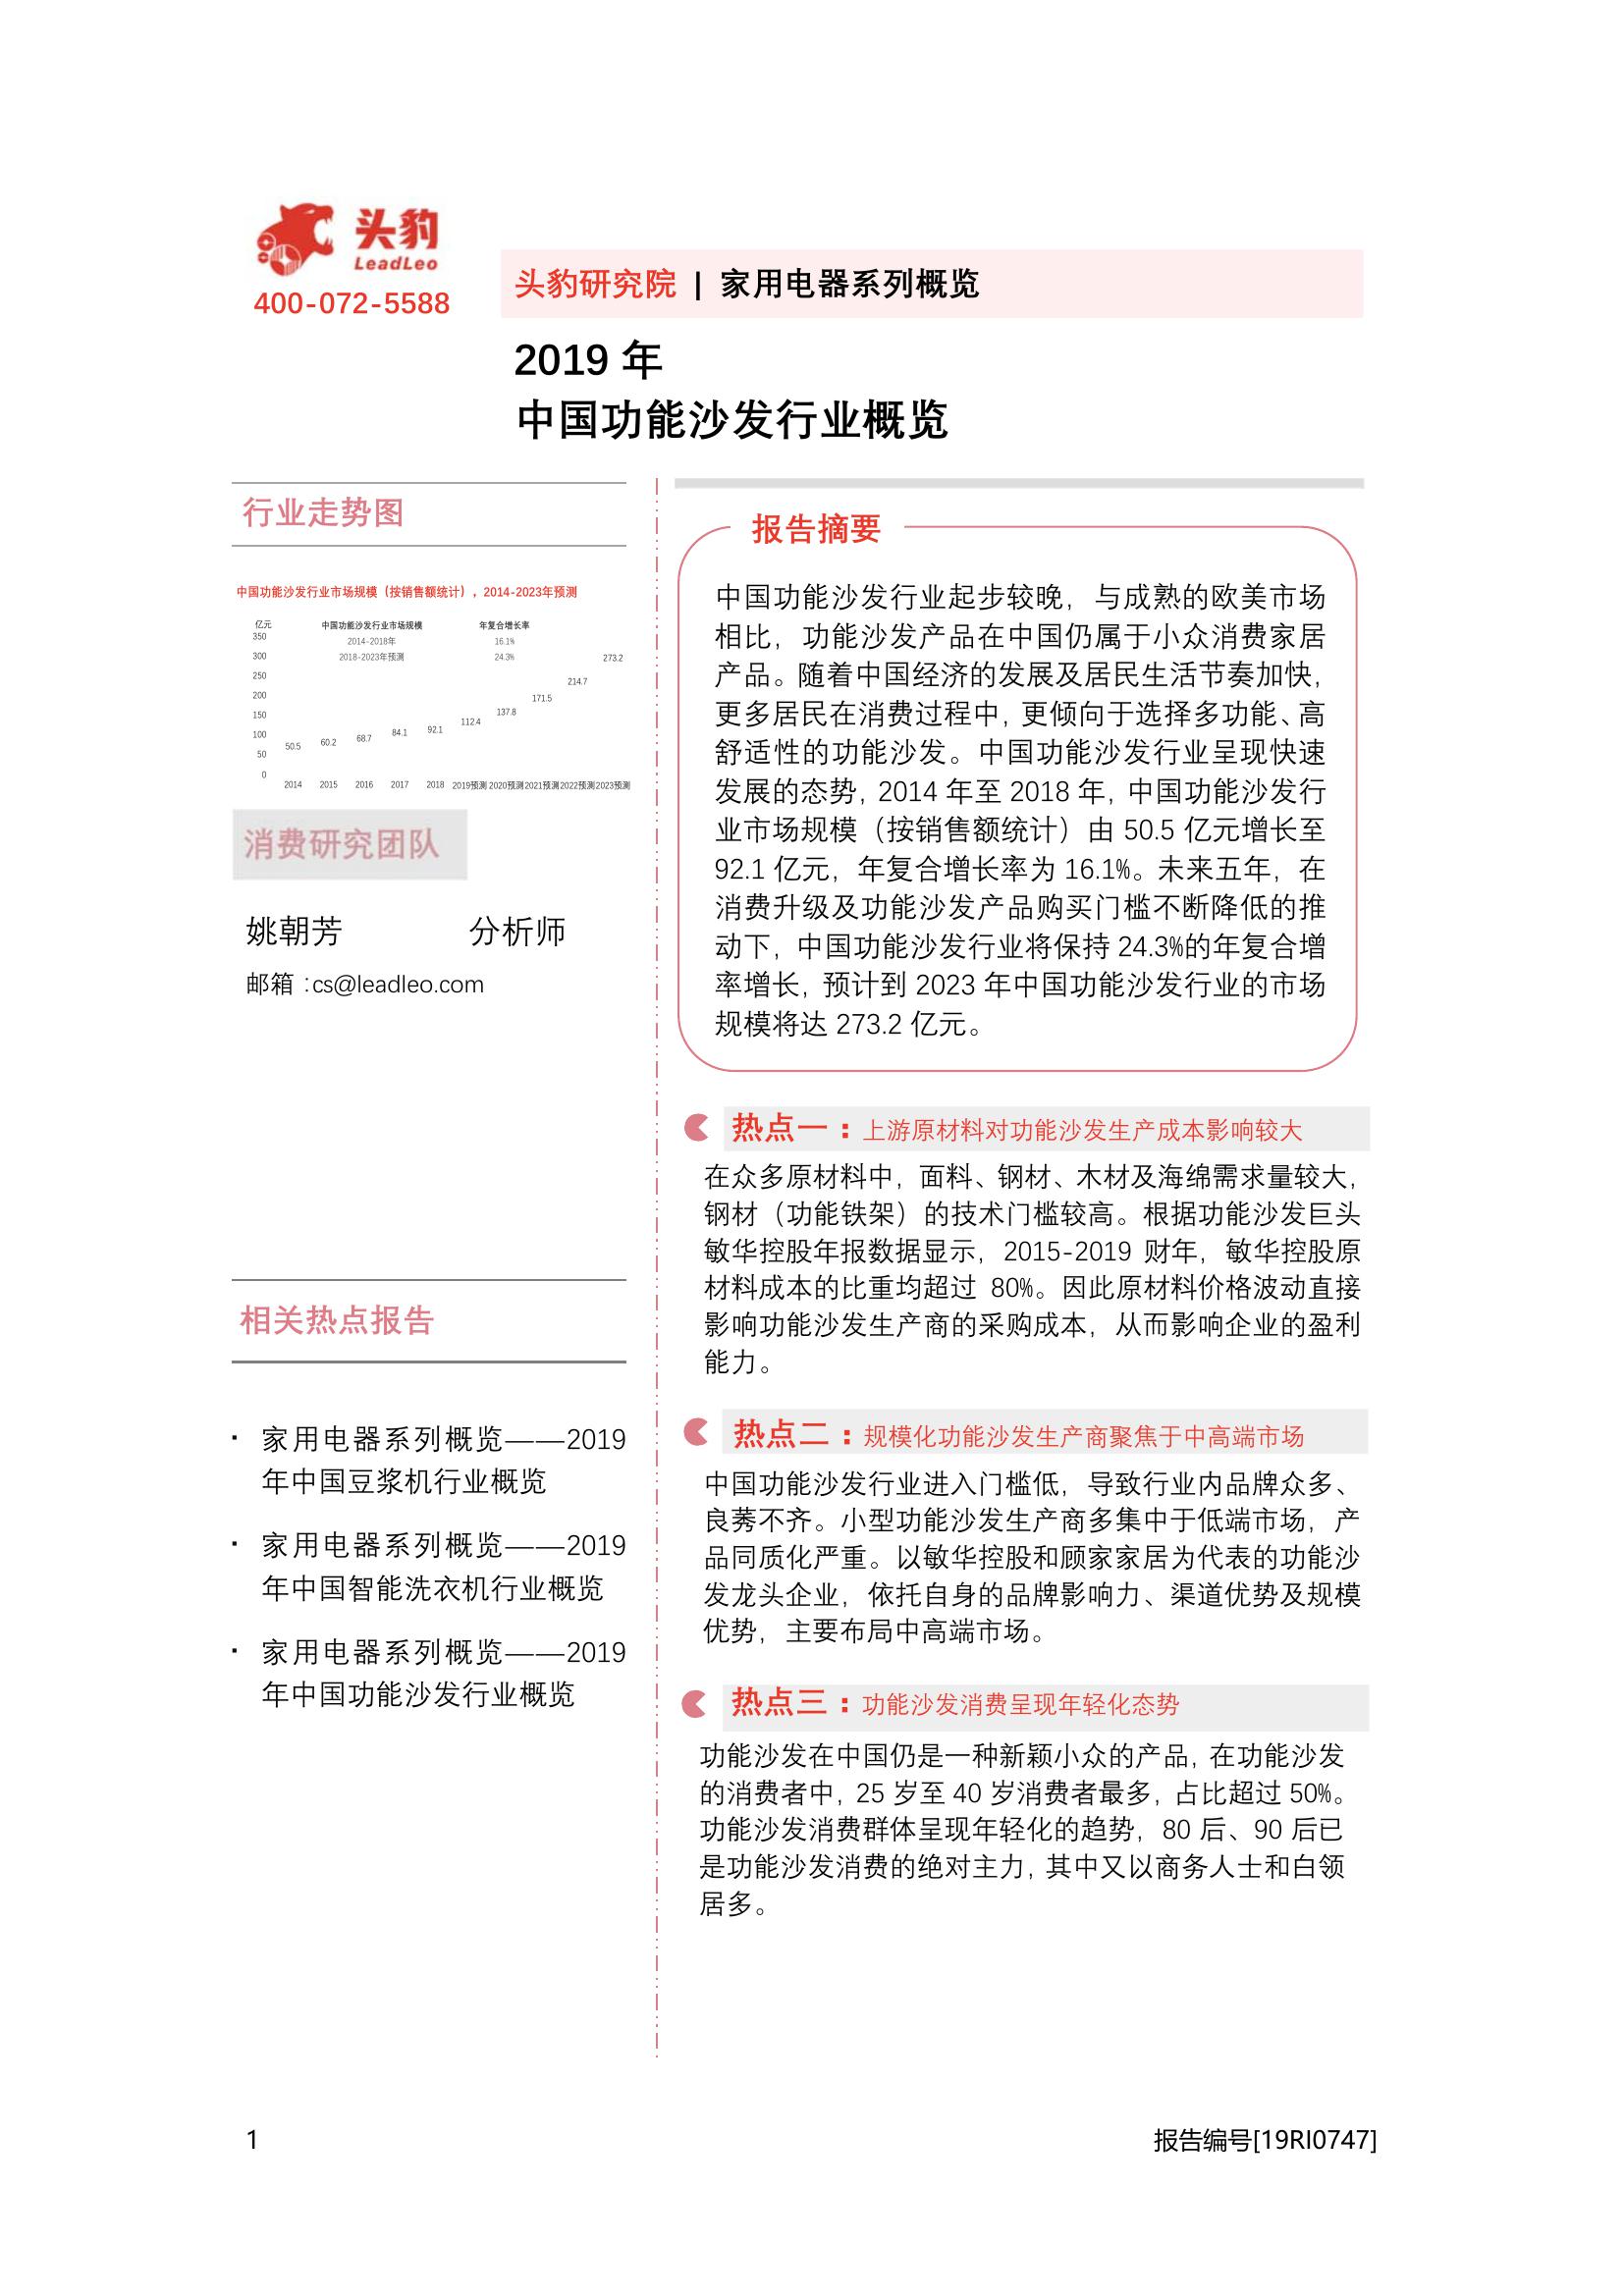 头豹
LeadLeo
400-072-5588
头豹研究院 | 家用电器系列概览
2019 年
中国功能沙发行业概览
行业走势图
中国功能沙发行业市场规模（按销售额统计），2014-2023年预测
亿元
中国功能沙发行业市场规模 年复合增长率
2014-2018年 16.1%
2018-2023年预测 24.3%
350
300
250
200
150
100
50
0
50.5
60.2
68.7
84.1
92.1
112.4
137.8
171.5
214.7
273.2
2014 2015 2016 2017 2018 2019预测 2020预测 2021预测 2022预测 2023预测
消费研究团队
姚朝芳 分析师
邮箱 :cs@leadleo.com
相关热点报告
· 家用电器系列概览——2019
年中国豆浆机行业概览
· 家用电器系列概览——2019
年中国智能洗衣机行业概览
· 家用电器系列概览——2019
年中国功能沙发行业概览
报告摘要
中国功能沙发行业起步较晚，与成熟的欧美市场
相比，功能沙发产品在中国仍属于小众消费家居
产品。随着中国经济的发展及居民生活节奏加快，
更多居民在消费过程中，更倾向于选择多功能、高
舒适性的功能沙发。中国功能沙发行业呈现快速
发展的态势，2014 年至 2018 年，中国功能沙发行
业市场规模（按销售额统计）由 50.5 亿元增长至
92.1 亿元，年复合增长率为 16.1%。未来五年，在
消费升级及功能沙发产品购买门槛不断降低的推
动下，中国功能沙发行业将保持 24.3%的年复合增
率增长，预计到 2023 年中国功能沙发行业的市场
规模将达 273.2 亿元。
热点一：上游原材料对功能沙发生产成本影响较大
在众多原材料中，面料、钢材、木材及海绵需求量较大，
钢材（功能铁架）的技术门槛较高。根据功能沙发巨头
敏华控股年报数据显示，2015-2019 财年，敏华控股原
材料成本的比重均超过 80%。因此原材料价格波动直接
影响功能沙发生产商的采购成本，从而影响企业的盈利
能力。
热点二：规模化功能沙发生产商聚焦于中高端市场
中国功能沙发行业进入门槛低，导致行业内品牌众多、
良莠不齐。小型功能沙发生产商多集中于低端市场，产
品同质化严重。以敏华控股和顾家家居为代表的功能沙
发龙头企业，依托自身的品牌影响力、渠道优势及规模
优势，主要布局中高端市场。
热点三：功能沙发消费呈现年轻化态势
功能沙发在中国仍是一种新颖小众的产品，在功能沙发
的消费者中，25 岁至 40 岁消费者最多，占比超过 50%。
功能沙发消费群体呈现年轻化的趋势，80 后、90 后已
是功能沙发消费的绝对主力，其中又以商务人士和白领
居多。
1
报告编号[19RI0747]